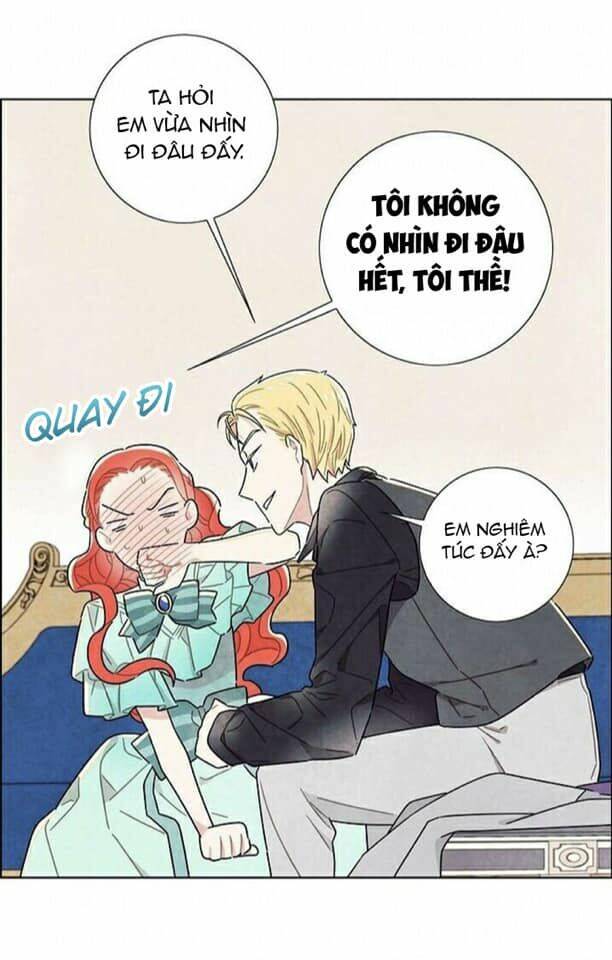 TA HỎI
EM VỪA NHÌN
ĐI ĐÂU ĐẤY.
TÔI KHÔNG
CÓ NHÌN ĐI ĐÂU
HẾT, TÔI THỀ!
QUAY ĐI
EM NGHIÊM
TÚC ĐẤY À?